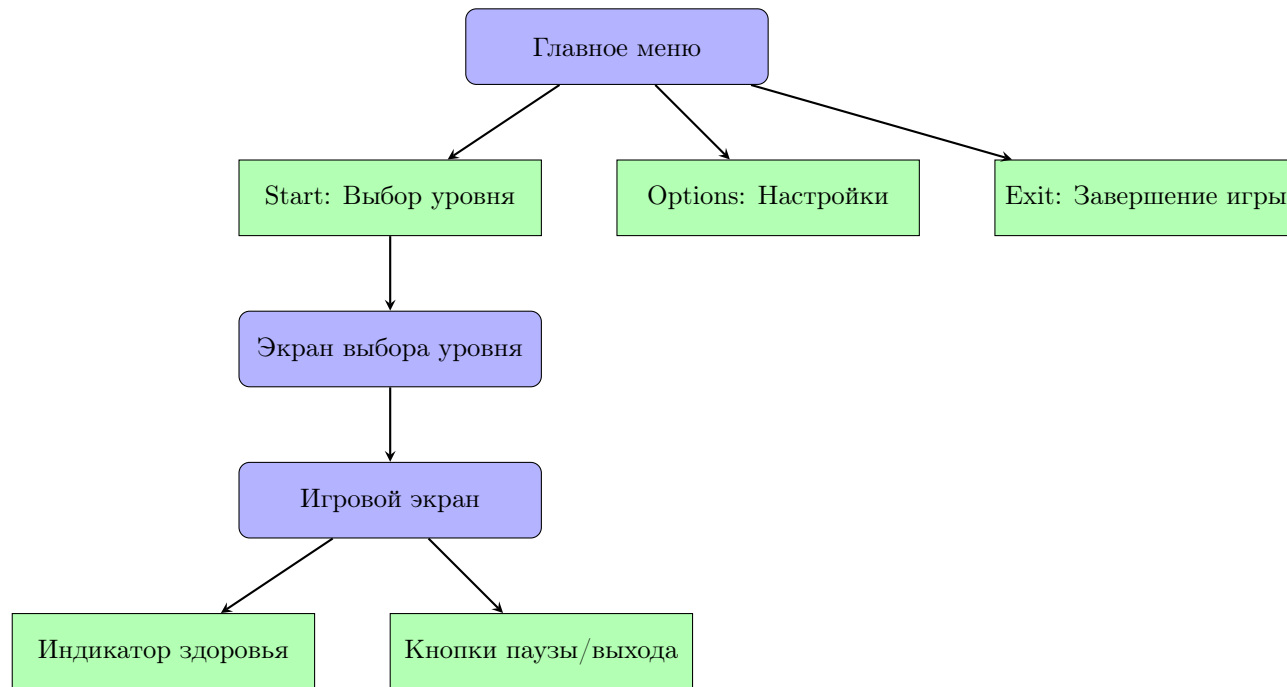 Главное меню
Start: Выбор уровня
Options: Настройки
Exit: Завершение игры
Экран выбора уровня
Игровой экран
Индикатор здоровья
Кнопки паузы/выхода